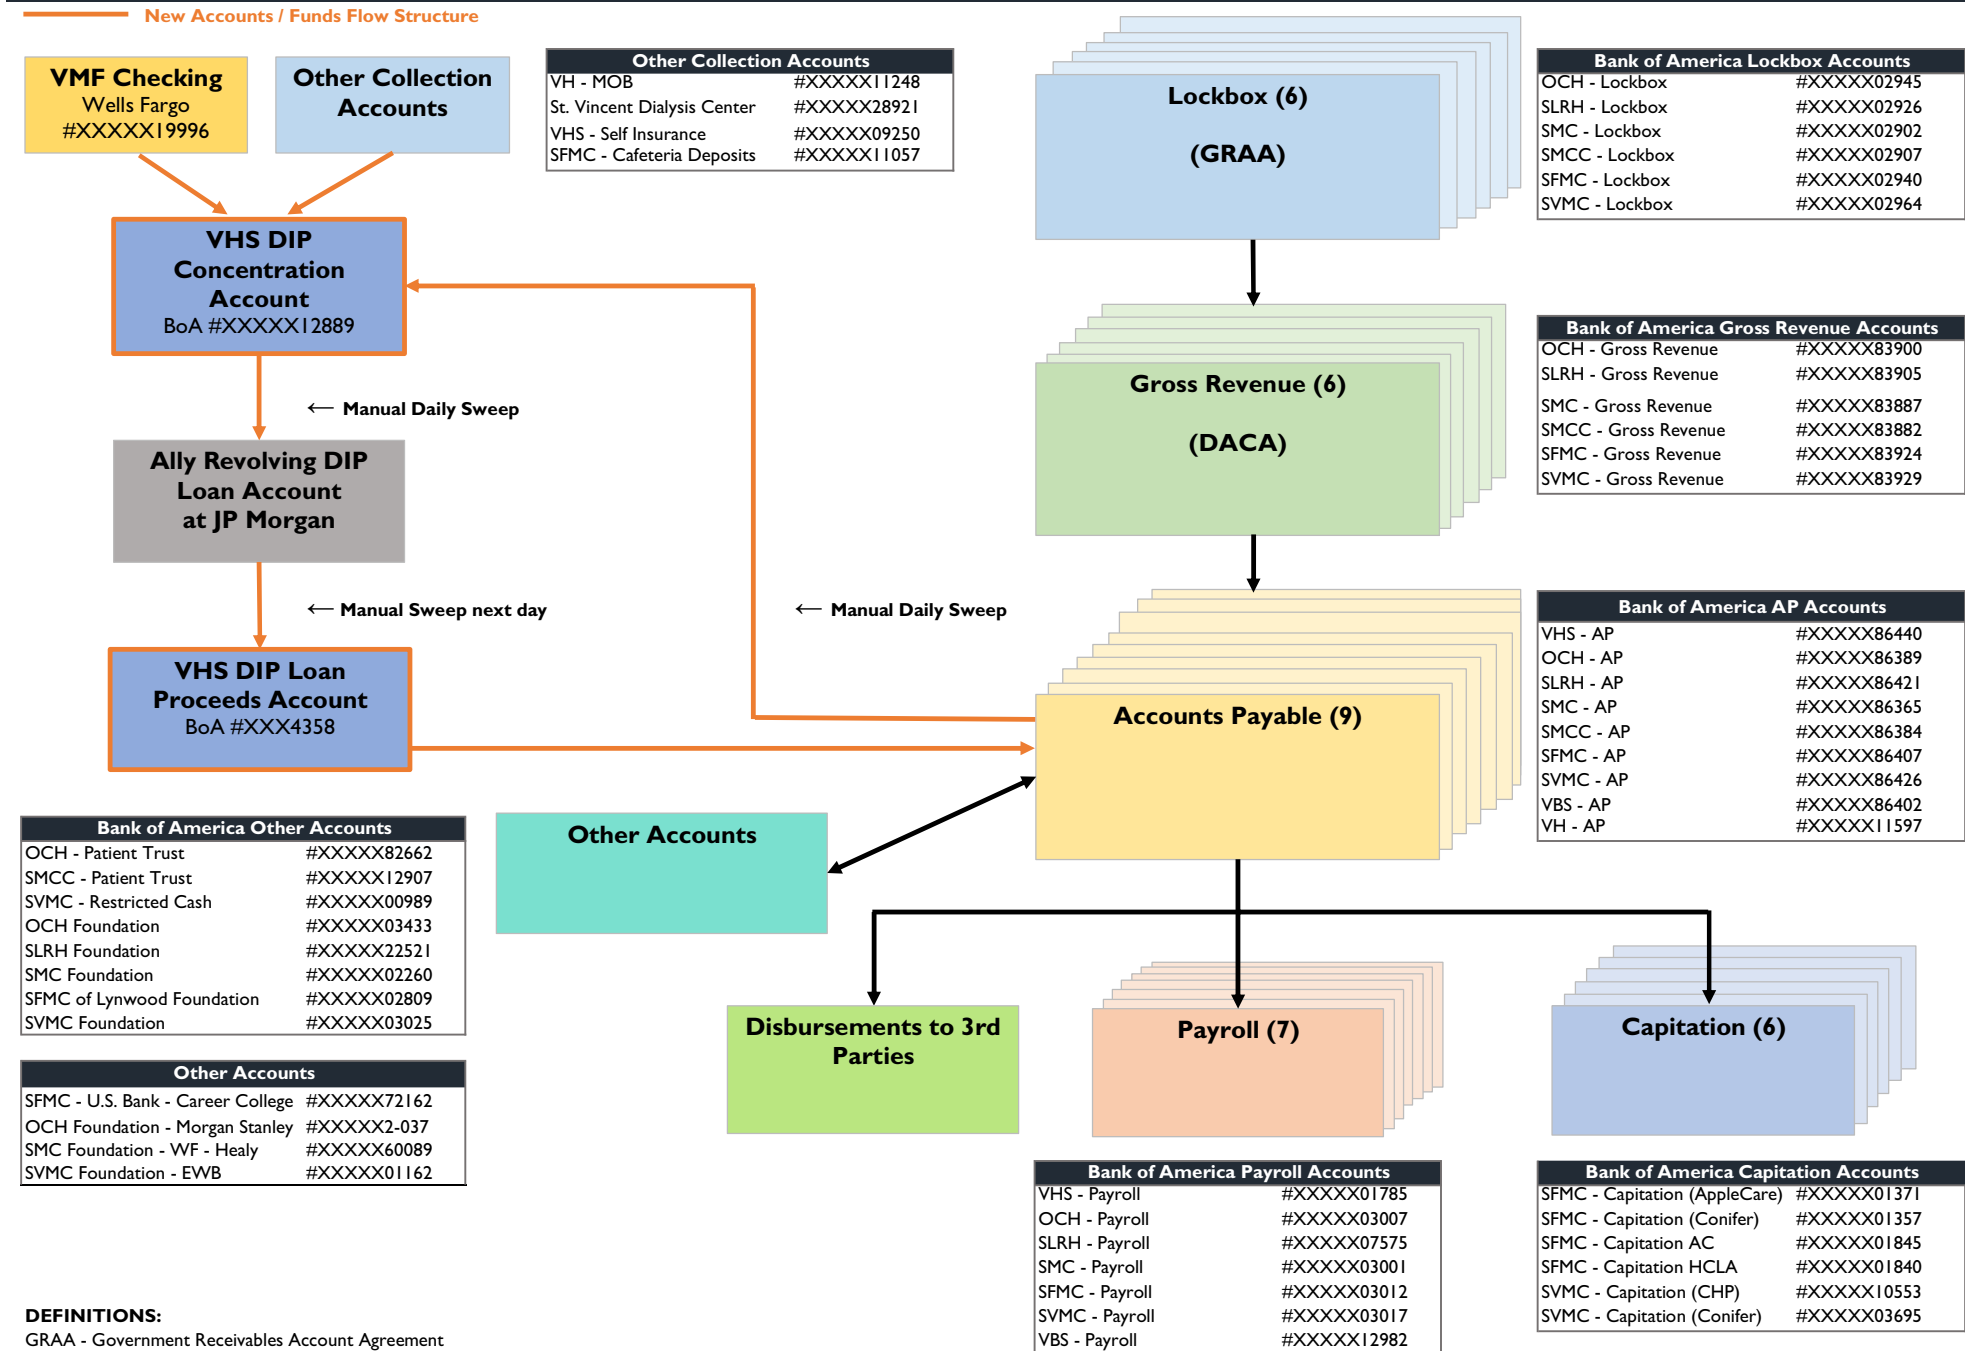 New Accounts / Funds Flow Structure
VMF Checking
Wells Fargo
#XXXXX19996
Other Collection
Accounts
Other Collection Accounts
VH - MOB #XXXXX11248
St. Vincent Dialysis Center #XXXXX28921
VHS - Self Insurance #XXXXX09250
SFMC - Cafeteria Deposits #XXXXX11057
Lockbox (6)
(GRAA)
Bank of America Lockbox Accounts
OCH - Lockbox #XXXXX02945
SLRH - Lockbox #XXXXX02926
SMC - Lockbox #XXXXX02902
SMCC - Lockbox #XXXXX02907
SFMC - Lockbox #XXXXX02940
SVMC - Lockbox #XXXXX02964
VHS DIP
Concentration
Account
BoA #XXXXX12889
← Manual Daily Sweep
Gross Revenue (6)
(DACA)
Bank of America Gross Revenue Accounts
OCH - Gross Revenue #XXXXX83900
SLRH - Gross Revenue #XXXXX83905
SMC - Gross Revenue #XXXXX83887
SMCC - Gross Revenue #XXXXX83882
SFMC - Gross Revenue #XXXXX83924
SVMC - Gross Revenue #XXXXX83929
Ally Revolving DIP
Loan Account
at JP Morgan
← Manual Sweep next day
← Manual Daily Sweep
VHS DIP Loan
Proceeds Account
BoA #XXX4358
Accounts Payable (9)
Bank of America AP Accounts
VHS - AP #XXXXX86440
OCH - AP #XXXXX86389
SLRH - AP #XXXXX86421
SMC - AP #XXXXX86365
SMCC - AP #XXXXX86384
SFMC - AP #XXXXX86407
SVMC - AP #XXXXX86426
VBS - AP #XXXXX86402
VH - AP #XXXXX11597
Bank of America Other Accounts
OCH - Patient Trust #XXXXX82662
SMCC - Patient Trust #XXXXX12907
SVMC - Restricted Cash #XXXXX00989
OCH Foundation #XXXXX03433
SLRH Foundation #XXXXX22521
SMC Foundation #XXXXX02260
SFMC of Lynwood Foundation #XXXXX02809
SVMC Foundation #XXXXX03025
Other Accounts
Other Accounts
SFMC - U.S. Bank - Career College #XXXXX72162
OCH Foundation - Morgan Stanley #XXXXX2-037
SMC Foundation - WF - Healy #XXXXX60089
SVMC Foundation - EWB #XXXXX01162
Disbursements to 3rd
Parties
Payroll (7)
Capitation (6)
Bank of America Payroll Accounts
VHS - Payroll #XXXXX01785
OCH - Payroll #XXXXX03007
SLRH - Payroll #XXXXX07575
SMC - Payroll #XXXXX03001
SFMC - Payroll #XXXXX03012
SVMC - Payroll #XXXXX03017
VBS - Payroll #XXXXX12982
Bank of America Capitation Accounts
SFMC - Capitation (AppleCare) #XXXXX01371
SFMC - Capitation (Conifer) #XXXXX01357
SFMC - Capitation AC #XXXXX01845
SFMC - Capitation HCLA #XXXXX01840
SVMC - Capitation (CHP) #XXXXX10553
SVMC - Capitation (Conifer) #XXXXX03695
DEFINITIONS:
GRAA - Government Receivables Account Agreement